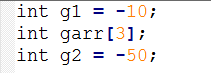 int g1 = -10;
int garr[3];
int g2 = -50;